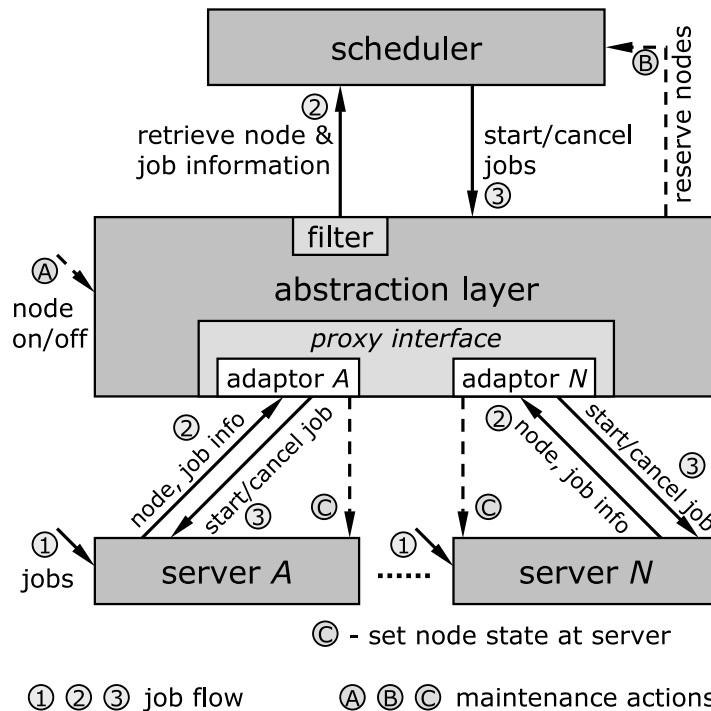 scheduler
B
reserve nodes
2
retrieve node &
job information
start/cancel
jobs
3
filter
A
node
on/off
abstraction layer
proxy interface
adaptor A
adaptor N
2
node, job info
start/cancel job
3
C
C
2
node, job info
start/cancel job
3
1
jobs
server A
......
1
server N
C - set node state at server
1 2 3 job flow
A B C maintenance actions